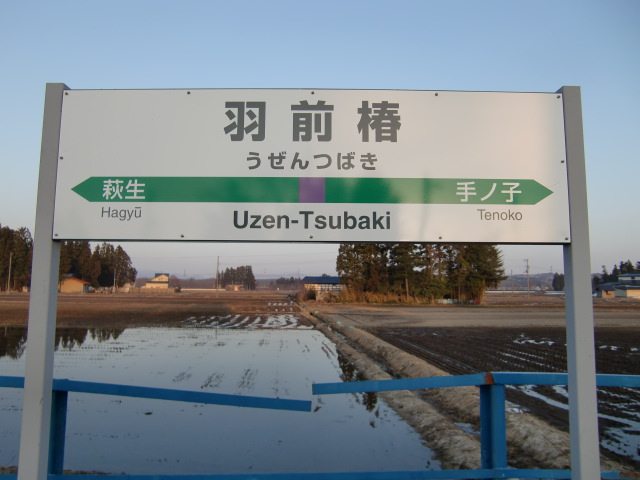 羽前椿
うぜんつばき
萩生 手ノ子
Hagyū Uzen-Tsubaki Tenoko